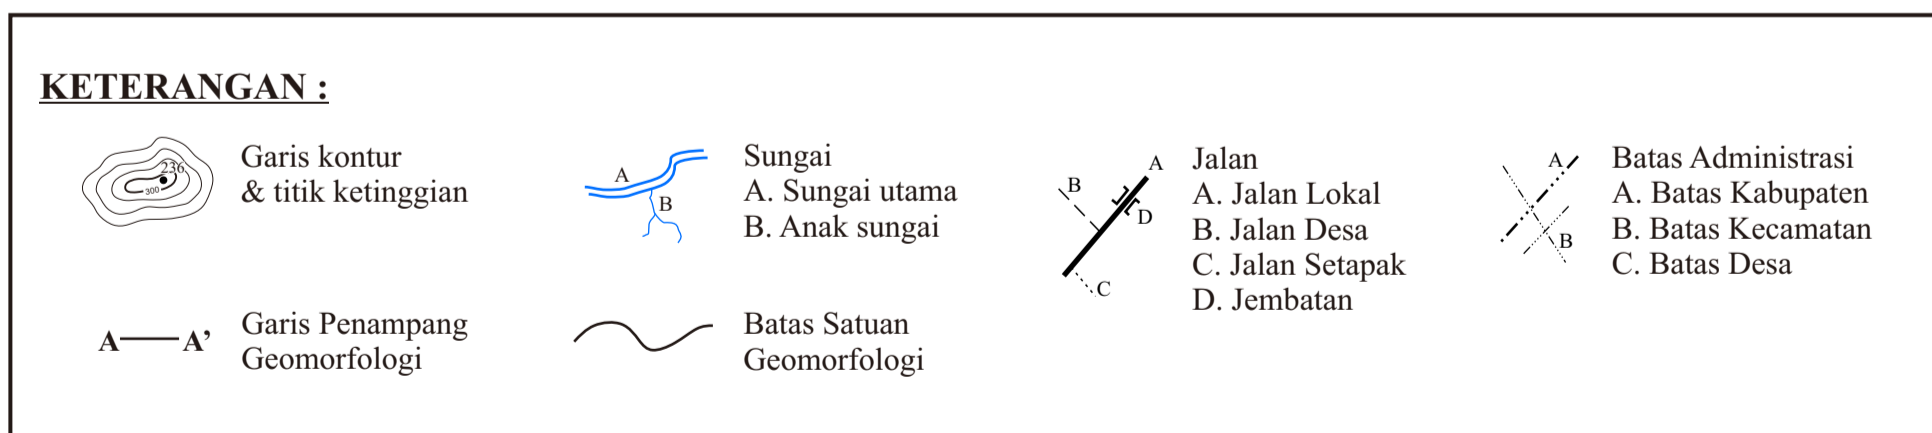 KETERANGAN :
236
300
Garis kontur
& titik ketinggian
A
B
Sungai
A. Sungai utama
B. Anak sungai
A
B
D
C
Jalan
A. Jalan Lokal
B. Jalan Desa
C. Jalan Setapak
D. Jembatan
A
B
Batas Administrasi
A. Batas Kabupaten
B. Batas Kecamatan
C. Batas Desa
A A’
Garis Penampang
Geomorfologi
Batas Satuan
Geomorfologi